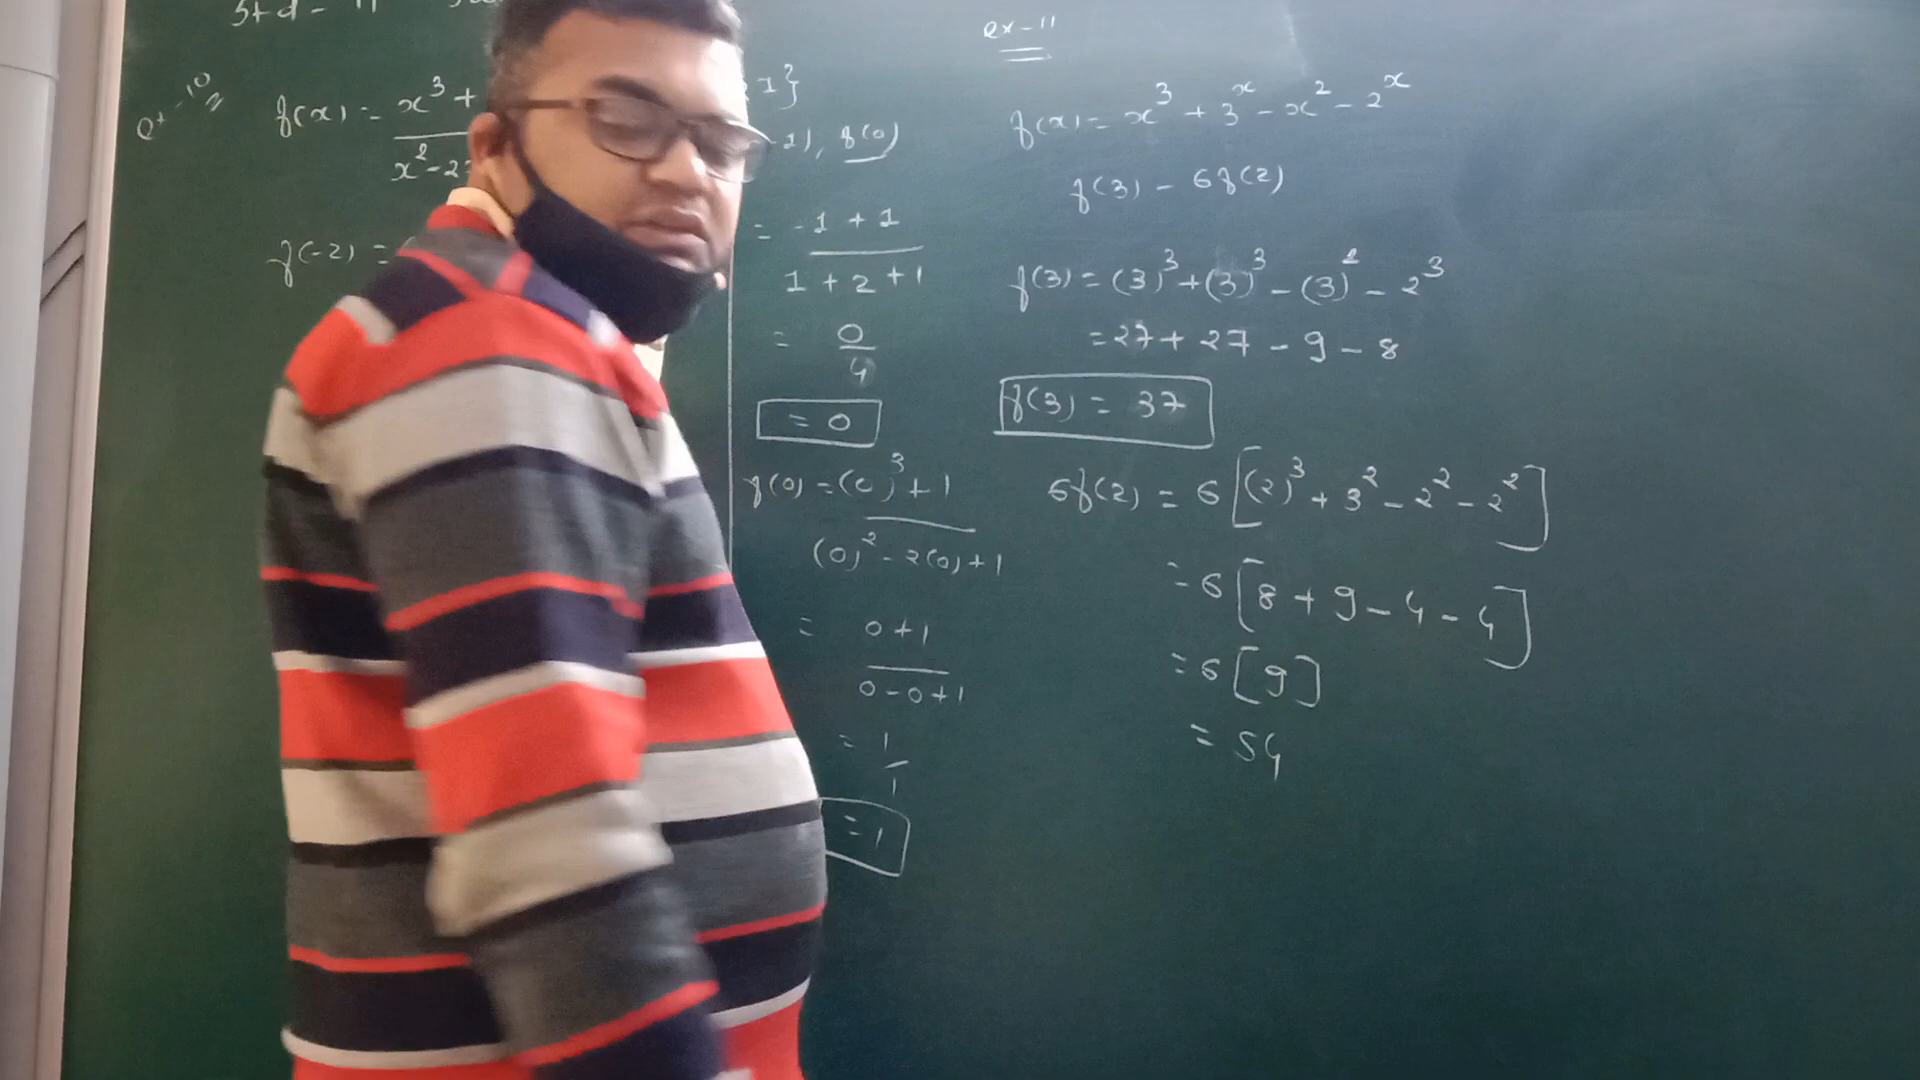 Std - 11
ex-10
f(x) = x³ +
x² - 2
1}
f(-2) =
-1), f(0)
= -1 + 1
1 + 2 + 1
= 0
4
= 0
f(0) = (0)³ + 1
(0)² - 2(0) + 1
= 0 + 1
0 - 0 + 1
= 1
1
= 1
ex - 11
f(x) = x³ + 3ˣ - x² - 2ˣ
f(3) - 6f(2)
f(3) = (3)³ + (3)³ - (3)² - 2³
= 27 + 27 - 9 - 8
f(3) = 37
6f(2) = 6[(2)³ + 3² - 2² - 2²]
= 6[8 + 9 - 4 - 4]
= 6[9]
= 54